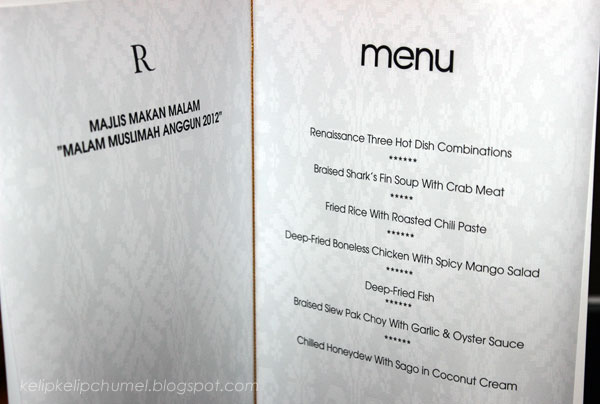 R
MAJLIS MAKAN MALAM
"MALAM MUSLIMAH ANGGUN 2012"
menu
Renaissance Three Hot Dish Combinations
******
Braised Shark's Fin Soup With Crab Meat
*****
Fried Rice With Roasted Chili Paste
******
Deep-Fried Boneless Chicken With Spicy Mango Salad
******
Deep-Fried Fish
******
Braised Siew Pak Choy With Garlic & Oyster Sauce
******
Chilled Honeydew With Sago in Coconut Cream
kelipkelipchumel.blogspot.com